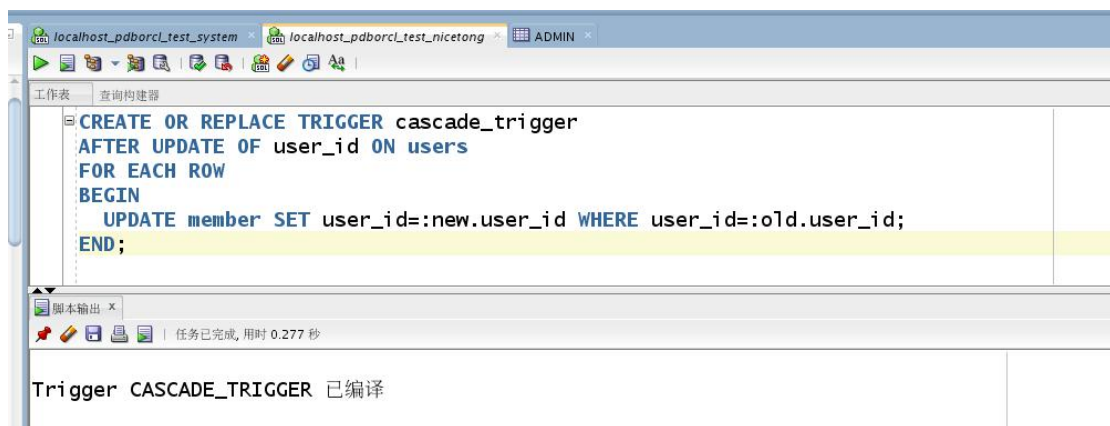 localhost_pdborcl_test_system localhost_pdborcl_test_nicetong ADMIN
工作表 查询构建器
CREATE OR REPLACE TRIGGER cascade_trigger
AFTER UPDATE OF user_id ON users
FOR EACH ROW
BEGIN
UPDATE member SET user_id=:new.user_id WHERE user_id=:old.user_id;
END;
脚本输出 ×
任务已完成, 用时 0.277 秒
Trigger CASCADE_TRIGGER 已编译